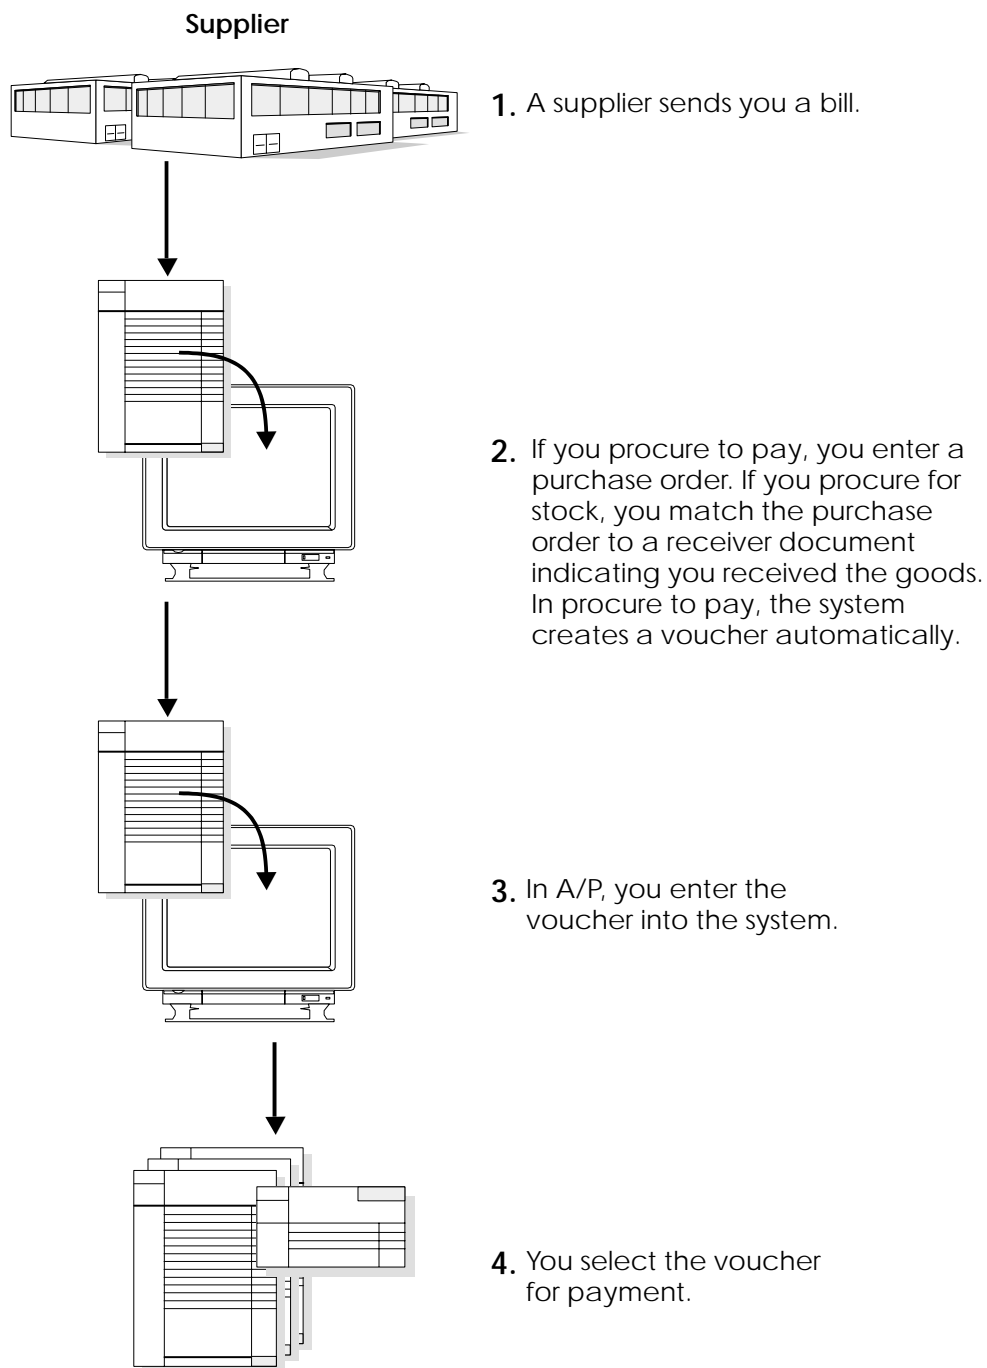 Supplier
1. A supplier sends you a bill.
2. If you procure to pay, you enter a
purchase order. If you procure for
stock, you match the purchase
order to a receiver document
indicating you received the goods.
In procure to pay, the system
creates a voucher automatically.
3. In A/P, you enter the
voucher into the system.
4. You select the voucher
for payment.